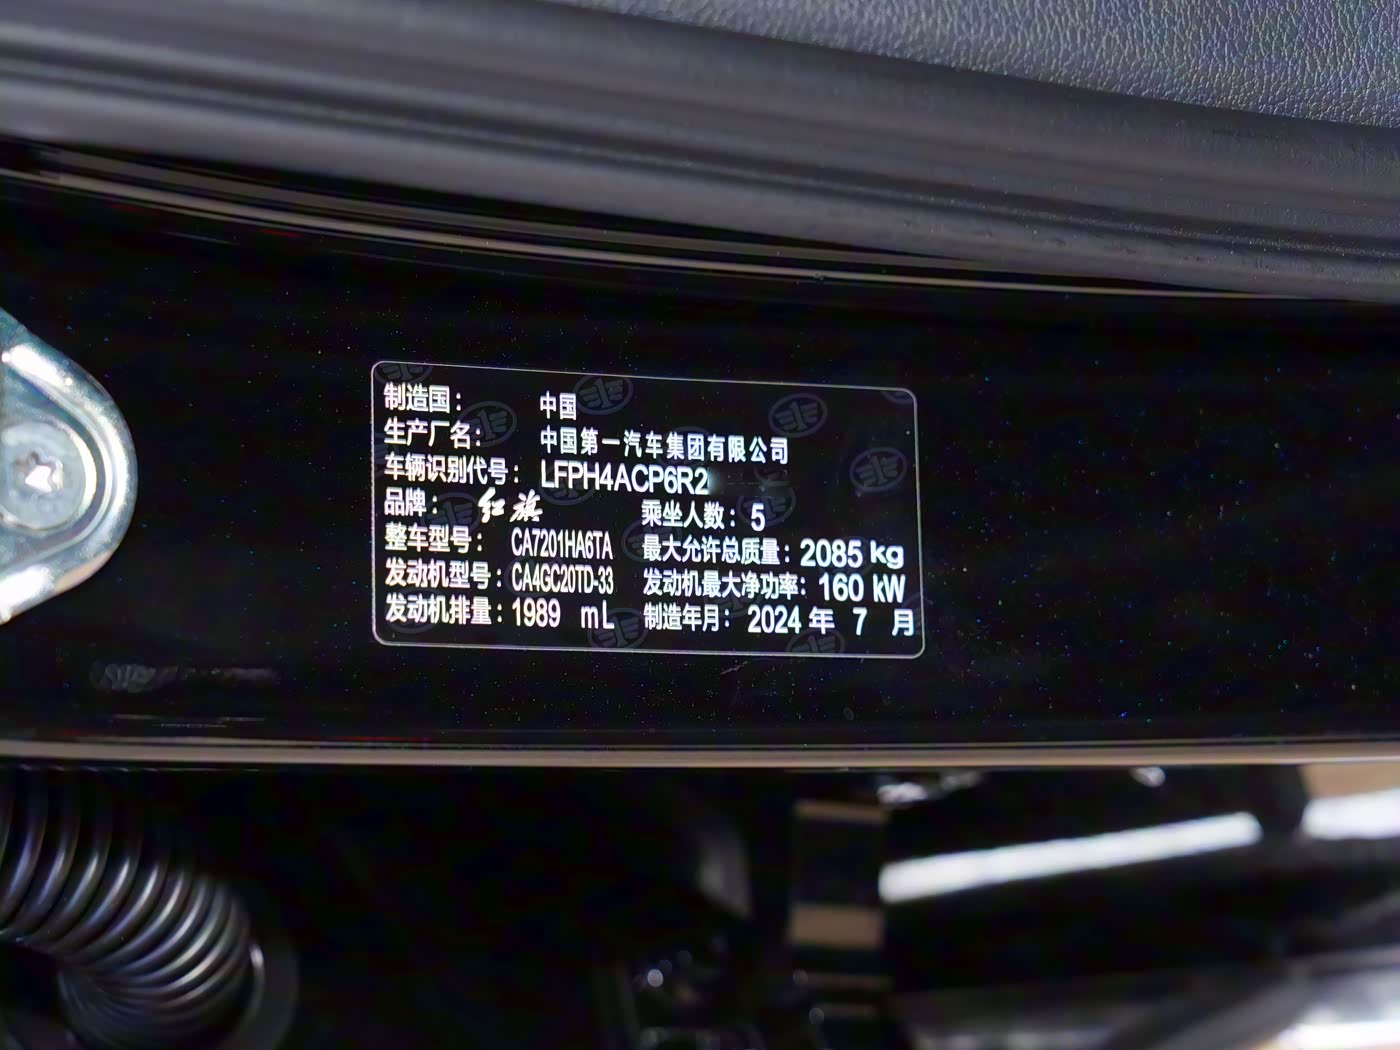 制造国： 中国
生产厂名： 中国第一汽车集团有限公司
车辆识别代号： LFPH4ACP6R2
品牌： 红旗 乘坐人数： 5
整车型号： CA7201HA6TA 最大允许总质量： 2085 kg
发动机型号： CA4GC20TD-33 发动机最大净功率： 160 kW
发动机排量： 1989 mL 制造年月： 2024 年 7 月